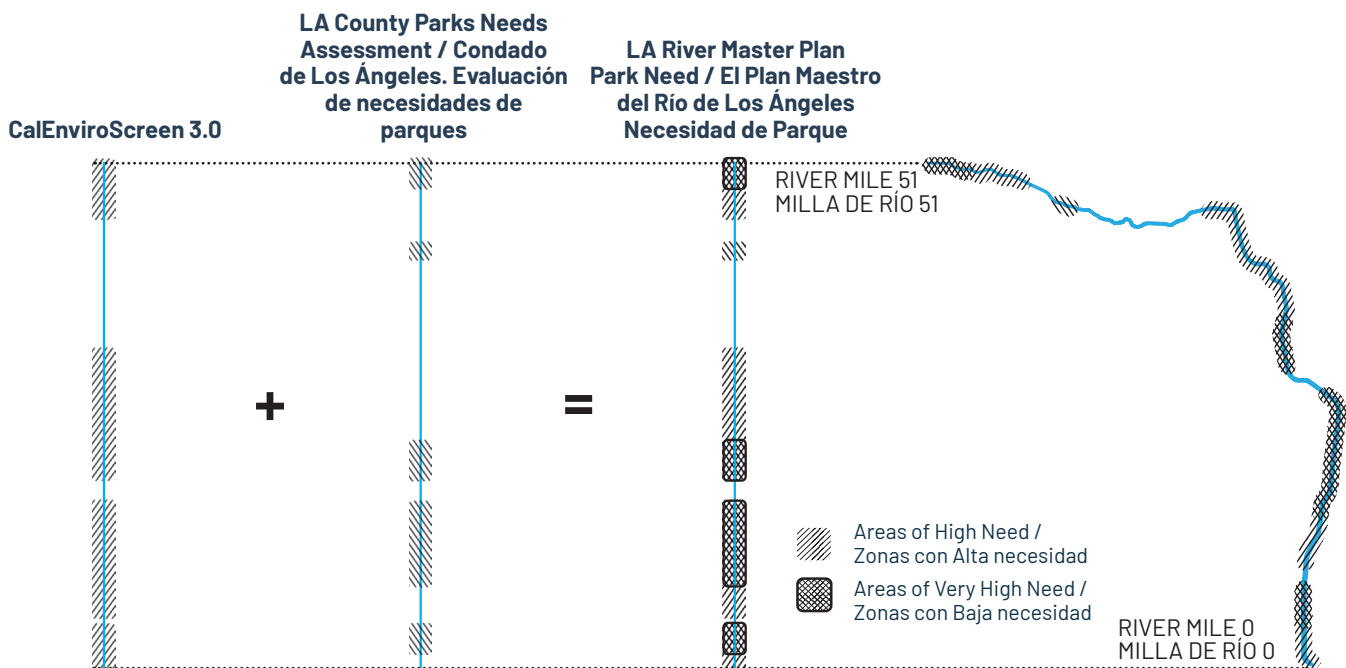 CalEnviroScreen 3.0
LA County Parks Needs
Assessment / Condado
de Los Ángeles. Evaluación
de necesidades de
parques
LA River Master Plan
Park Need / El Plan Maestro
del Río de Los Ángeles
Necesidad de Parque
RIVER MILE 51
MILLA DE RÍO 51
+
=
Areas of High Need /
Zonas con Alta necesidad
Areas of Very High Need /
Zonas con Baja necesidad
RIVER MILE 0
MILLA DE RÍO 0